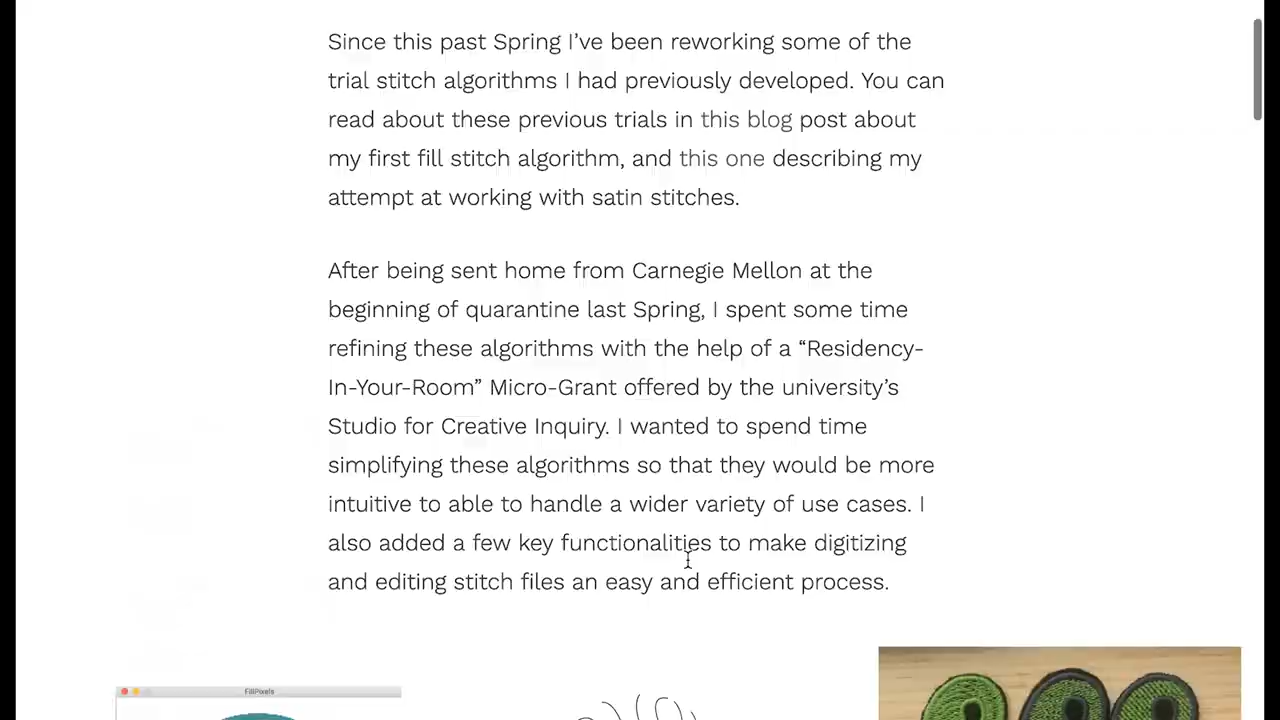 Since this past Spring I’ve been reworking some of the
trial stitch algorithms I had previously developed. You can
read about these previous trials in this blog post about
my first fill stitch algorithm, and this one describing my
attempt at working with satin stitches.
After being sent home from Carnegie Mellon at the
beginning of quarantine last Spring, I spent some time
refining these algorithms with the help of a “Residency-
In-Your-Room” Micro-Grant offered by the university’s
Studio for Creative Inquiry. I wanted to spend time
simplifying these algorithms so that they would be more
intuitive to able to handle a wider variety of use cases. I
also added a few key functionalities to make digitizing
and editing stitch files an easy and efficient process.
FillPixels